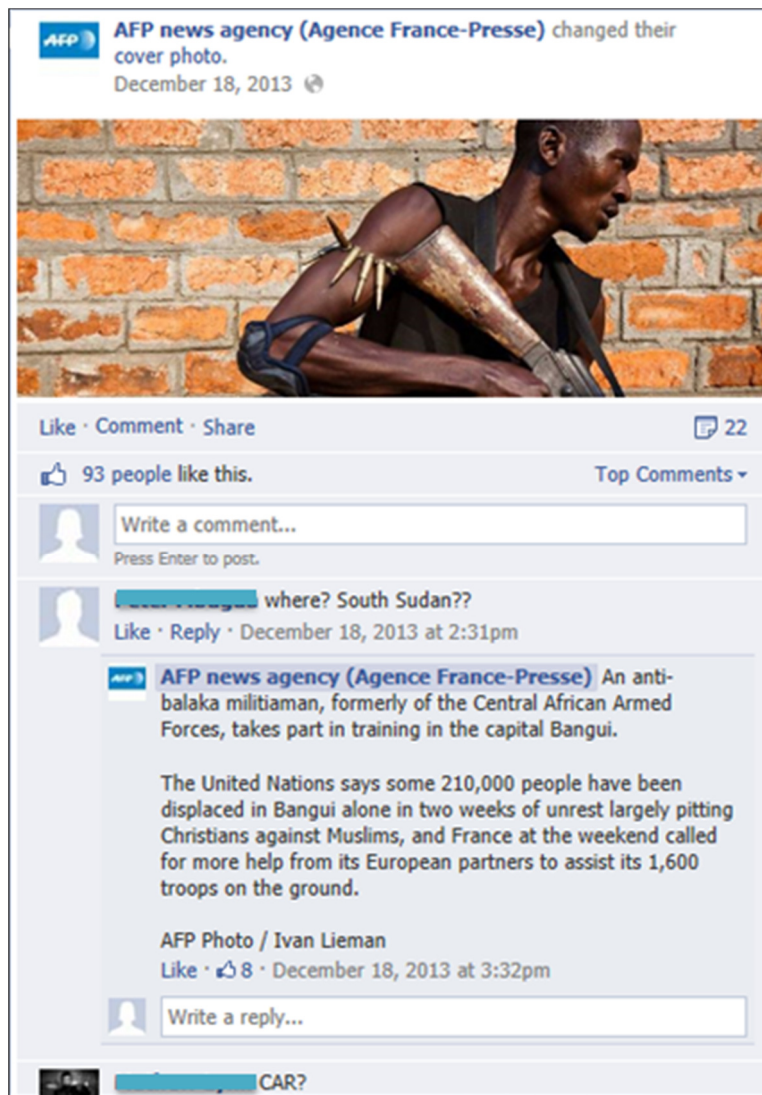 AFP
AFP news agency (Agence France-Presse) changed their
cover photo.
December 18, 2013
Like · Comment · Share
22
93 people like this.
Top Comments
Write a comment...
Press Enter to post.
where? South Sudan??
Like · Reply · December 18, 2013 at 2:31pm
AFP
AFP news agency (Agence France-Presse) An anti-
balaka militiaman, formerly of the Central African Armed
Forces, takes part in training in the capital Bangui.
The United Nations says some 210,000 people have been
displaced in Bangui alone in two weeks of unrest largely pitting
Christians against Muslims, and France at the weekend called
for more help from its European partners to assist its 1,600
troops on the ground.
AFP Photo / Ivan Lieman
Like · 8 · December 18, 2013 at 3:32pm
Write a reply...
CAR?